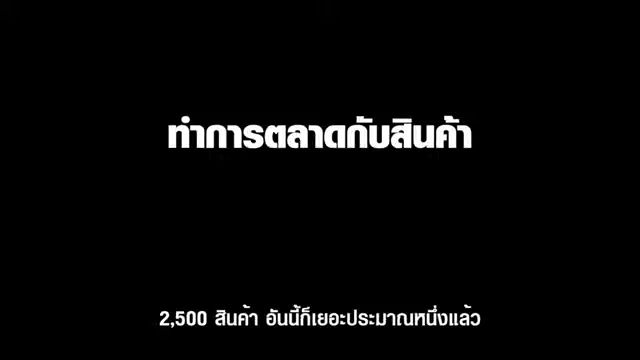 ทำการตลาดกับสินค้า
2,500 สินค้า อันนี้ก็เยอะประมาณหนึ่งแล้ว